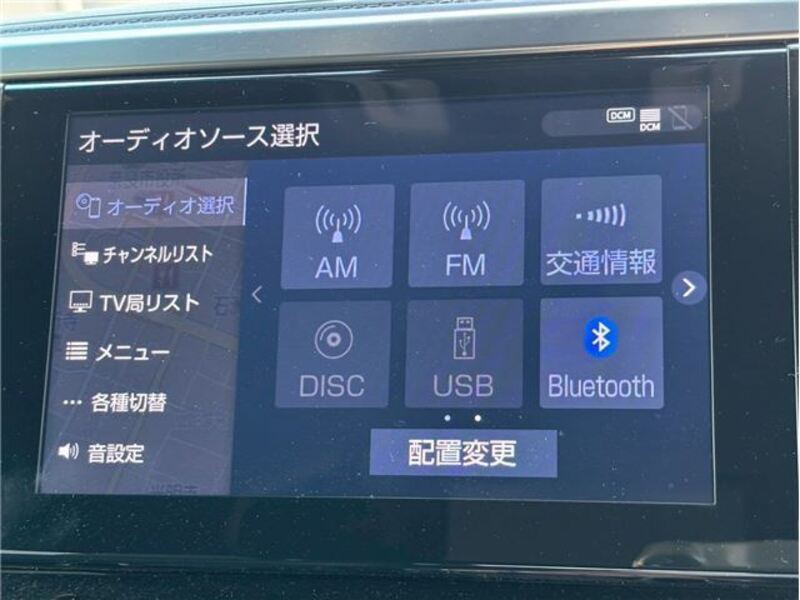 オーディオソース選択
DCM
DCM
オーディオ選択
チャンネルリスト
TV局リスト
メニュー
各種切替
音設定
AM
FM
交通情報
DISC
USB
Bluetooth
配置変更